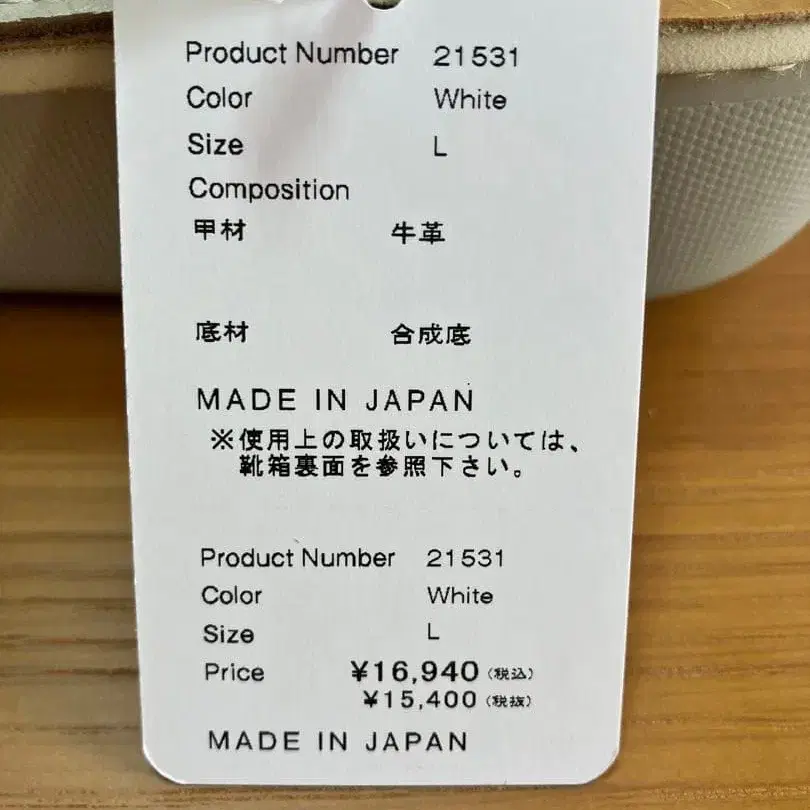 Product Number 21531
Color White
Size L
Composition
甲材 牛革
底材 合成底
MADE IN JAPAN
※使用上の取扱いについては、
靴箱裏面を参照下さい。
Product Number 21531
Color White
Size L
Price ¥16,940(税込)
¥15,400(税抜)
MADE IN JAPAN